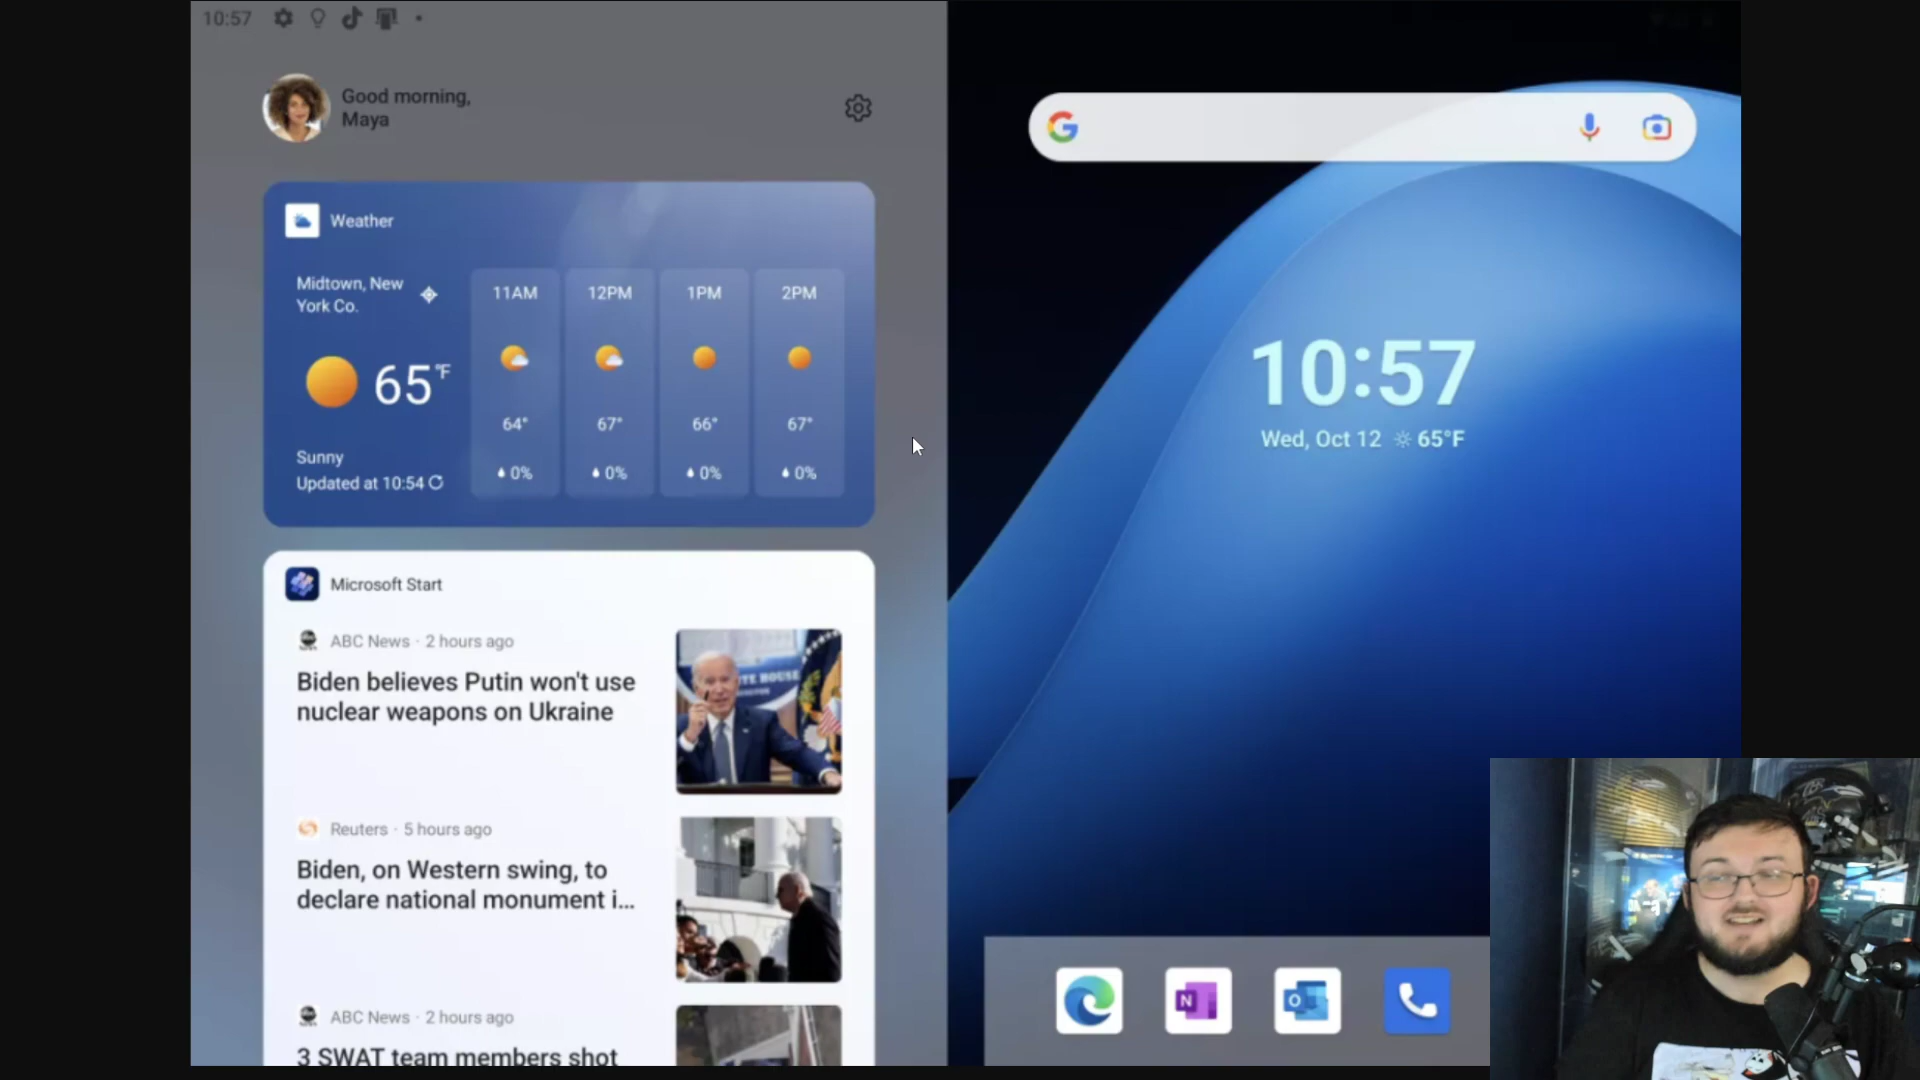 10:57
Good morning,
Maya
Weather
Midtown, New
York Co.
65°F
Sunny
Updated at 10:54
11AM
12PM
1PM
2PM
64°
67°
66°
67°
0%
0%
0%
0%
Microsoft Start
ABC News · 2 hours ago
Biden believes Putin won't use
nuclear weapons on Ukraine
Reuters · 5 hours ago
Biden, on Western swing, to
declare national monument i...
ABC News · 2 hours ago
3 SWAT team members shot
10:57
Wed, Oct 12 65°F
N
O